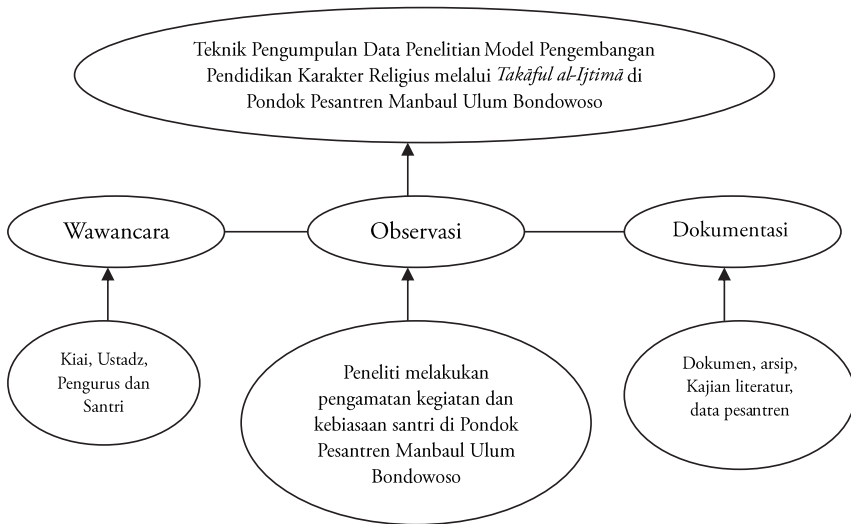 Teknik Pengumpulan Data Penelitian Model Pengembangan
Pendidikan Karakter Religius melalui Takāful al-Ijtimā di
Pondok Pesantren Manbaul Ulum Bondowoso
Wawancara
Observasi
Dokumentasi
Kiai, Ustadz,
Pengurus dan
Santri
Peneliti melakukan
pengamatan kegiatan dan
kebiasaan santri di Pondok
Pesantren Manbaul Ulum
Bondowoso
Dokumen, arsip,
Kajian literatur,
data pesantren